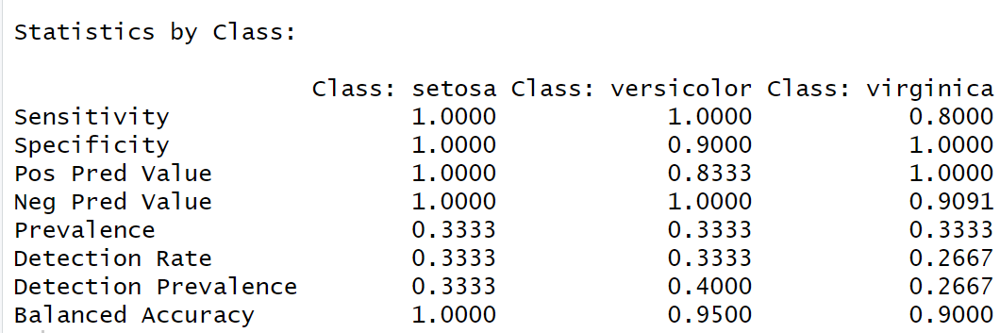 Statistics by Class:
Class: setosa Class: versicolor Class: virginica
Sensitivity 1.0000 1.0000 0.8000
Specificity 1.0000 0.9000 1.0000
Pos Pred Value 1.0000 0.8333 1.0000
Neg Pred Value 1.0000 1.0000 0.9091
Prevalence 0.3333 0.3333 0.3333
Detection Rate 0.3333 0.3333 0.2667
Detection Prevalence 0.3333 0.4000 0.2667
Balanced Accuracy 1.0000 0.9500 0.9000